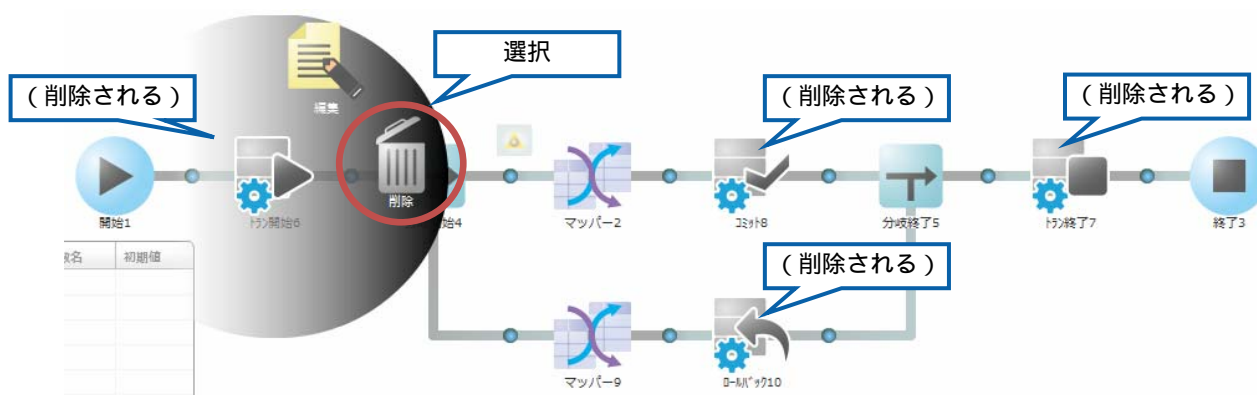 選択
(削除される)
(削除される)
(削除される)
編集
削除
開始1
ﾄﾗﾝ開始6
始4
マッパー2
ｺﾐｯﾄ8
分岐終了5
ﾄﾗﾝ終了7
終了3
数名
初期値
(削除される)
マッパー9
ﾛｰﾙﾊﾞｯｸ10